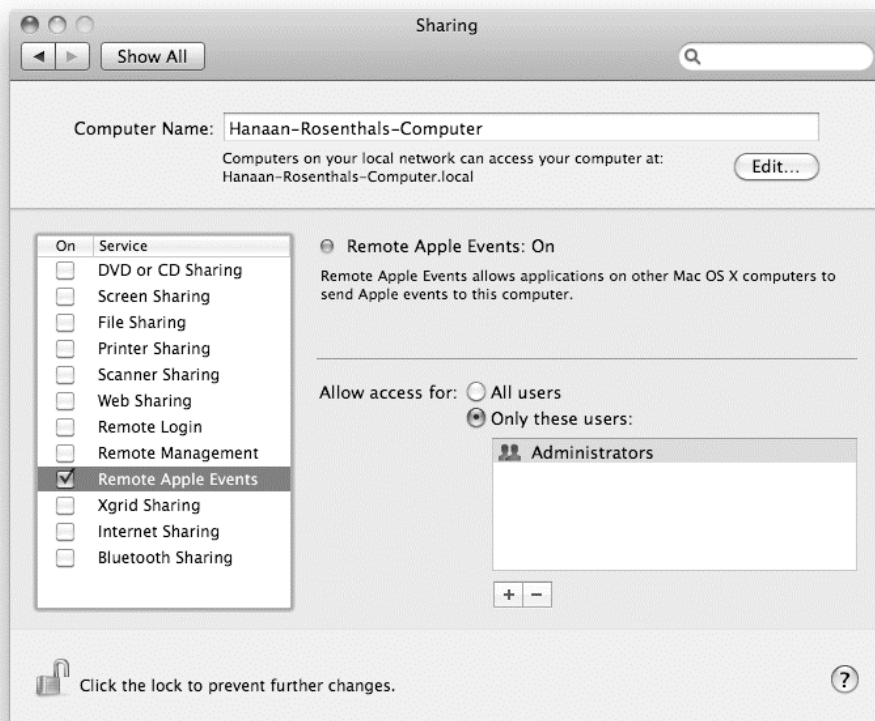 Sharing
Show All
Computer Name: Hanaan-Rosenthals-Computer
Computers on your local network can access your computer at:
Hanaan-Rosenthals-Computer.local
Edit...
On Service
DVD or CD Sharing
Screen Sharing
File Sharing
Printer Sharing
Scanner Sharing
Web Sharing
Remote Login
Remote Management
Remote Apple Events
Xgrid Sharing
Internet Sharing
Bluetooth Sharing
Remote Apple Events: On
Remote Apple Events allows applications on other Mac OS X computers to
send Apple events to this computer.
Allow access for: All users
Only these users:
Administrators
+ −
Click the lock to prevent further changes.
?